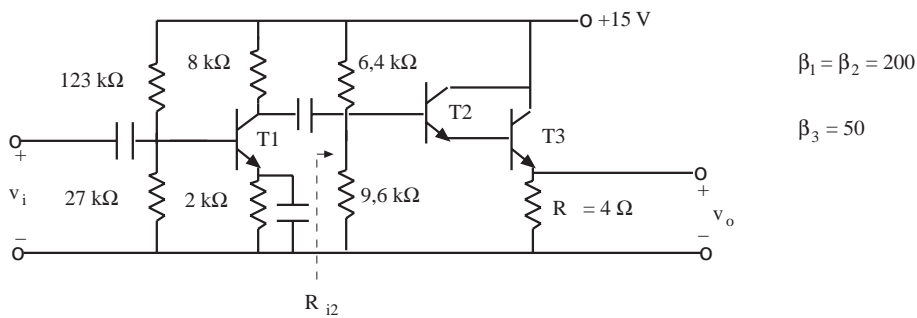 +15 V
123 kΩ
8 kΩ
6,4 kΩ
β1 = β2 = 200
T2
β3 = 50
T1
T3
+
vi
27 kΩ
2 kΩ
9,6 kΩ
R = 4 Ω
+
vo
−
−
Ri2